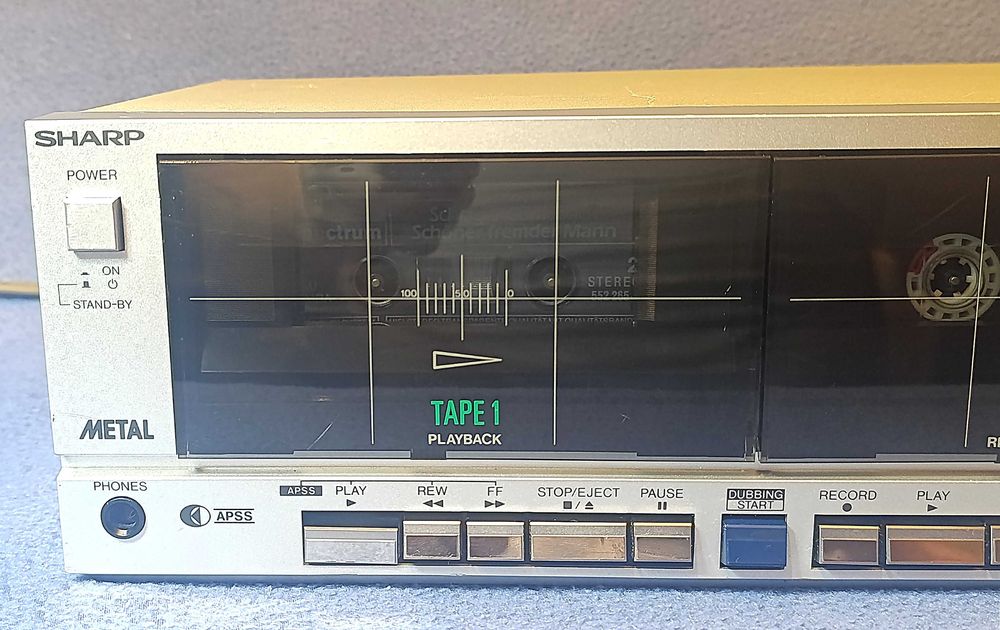 SHARP
POWER
ON
STAND-BY
METAL
Schöner fremder Mann
STEREO
2
100 50 0
TAPE 1
PLAYBACK
PHONES
APSS
APSS PLAY REW FF STOP/EJECT PAUSE
DUBBING
START
RECORD PLAY